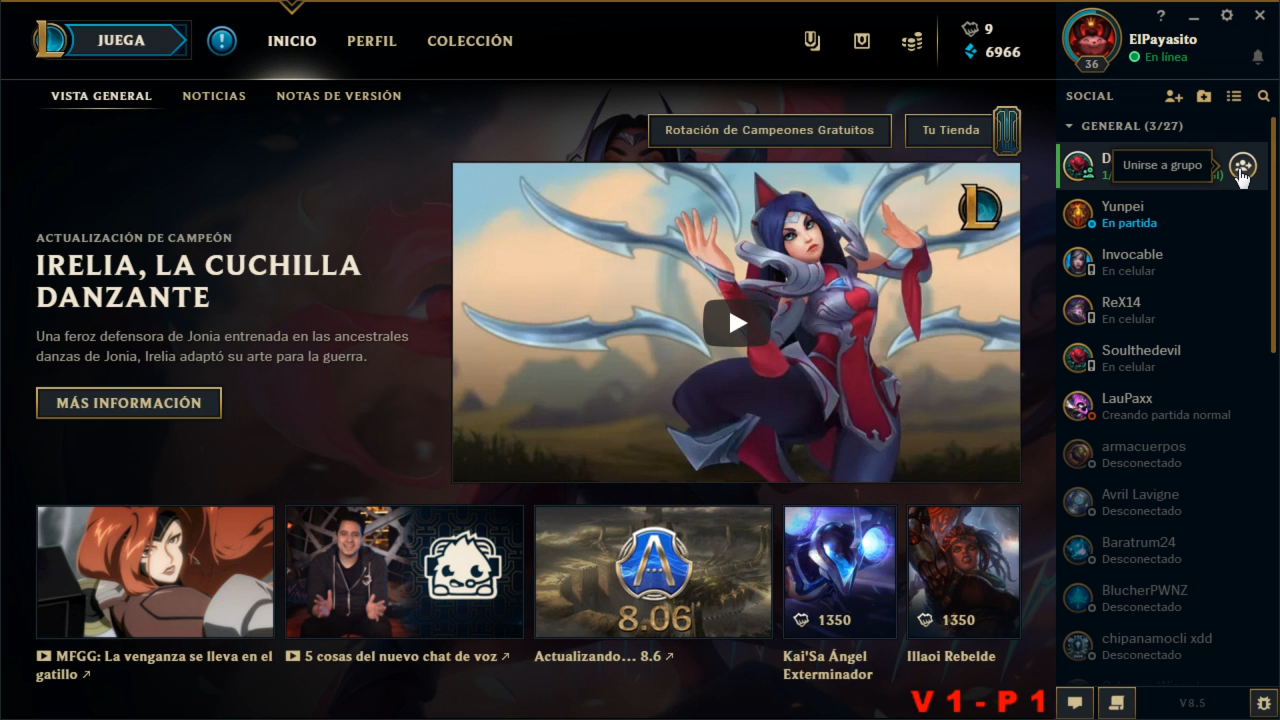 JUEGA
INICIO
PERFIL
COLECCIÓN
9
6966
36
ElPayasito
En línea
VISTA GENERAL
NOTICIAS
NOTAS DE VERSIÓN
Rotación de Campeones Gratuitos
Tu Tienda
ACTUALIZACIÓN DE CAMPEÓN
IRELIA, LA CUCHILLA
DANZANTE
Una feroz defensora de Jonia entrenada en las ancestrales
danzas de Jonia, Irelia adaptó su arte para la guerra.
MÁS INFORMACIÓN
8.06
1350
1350
MFGG: La venganza se lleva en el
gatillo
5 cosas del nuevo chat de voz
Actualizando... 8.6
Kai'Sa Ángel
Exterminador
Illaoi Rebelde
SOCIAL
GENERAL (3/27)
Unirse a grupo
Yunpei
En partida
Invocable
En celular
ReX14
En celular
Soulthedevil
En celular
LauPaxx
Creando partida normal
armacuerpos
Desconectado
Avril Lavigne
Desconectado
Baratrum24
Desconectado
BlucherPWNZ
Desconectado
chipanamocli xdd
Desconectado
V 1 - P 1
V8.5